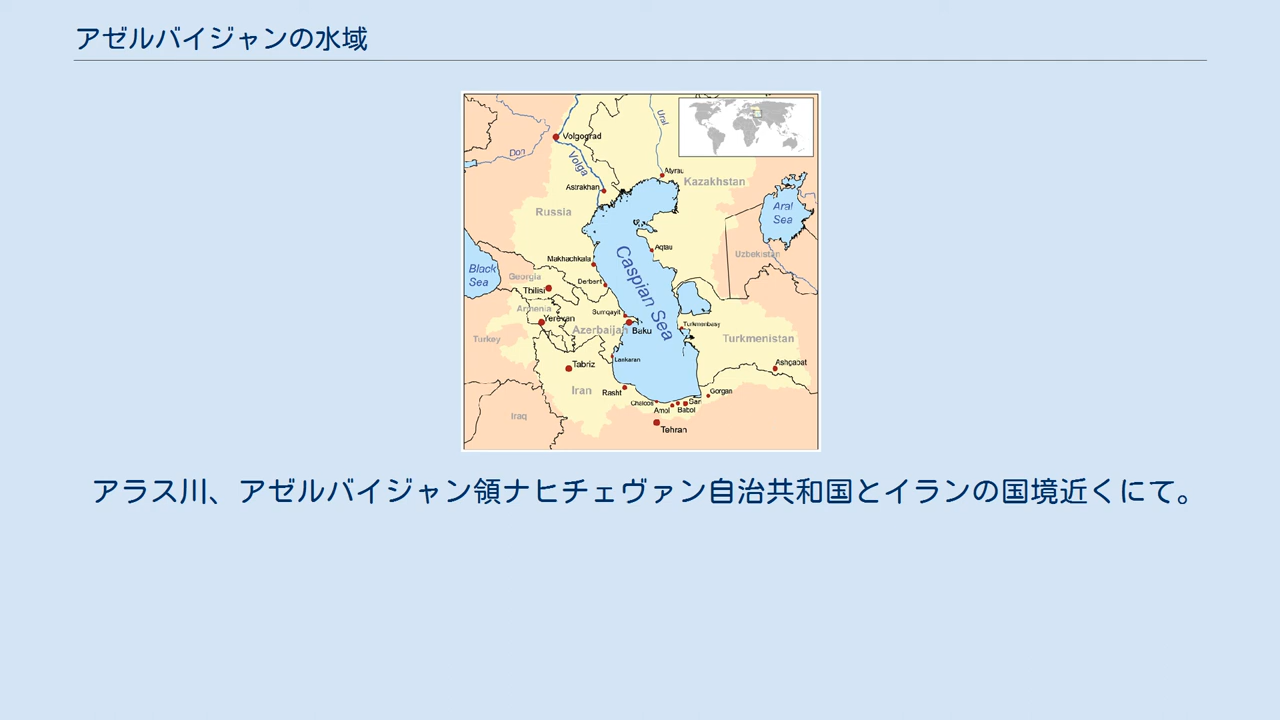 アゼルバイジャンの水域
Volgograd
Ural
Don
Volga
Atyrau
Astrakhan
Kazakhstan
Russia
Aral
Sea
Aqtau
Makhachkala
Uzbekistan
Black
Sea
Georgia
Derbent
Caspian Sea
Tbilisi
Armenia
Sumqayit
Yerevan
Azerbaijan
Baku
Turkmenbasy
Turkey
Turkmenistan
Lankaran
Tabriz
Ashgabat
Iran
Rasht
Gorgan
Chaloos
Sari
Iraq
Amol
Babol
Tehran
アラス川、アゼルバイジャン領ナヒチェヴァン自治共和国とイランの国境近くにて。